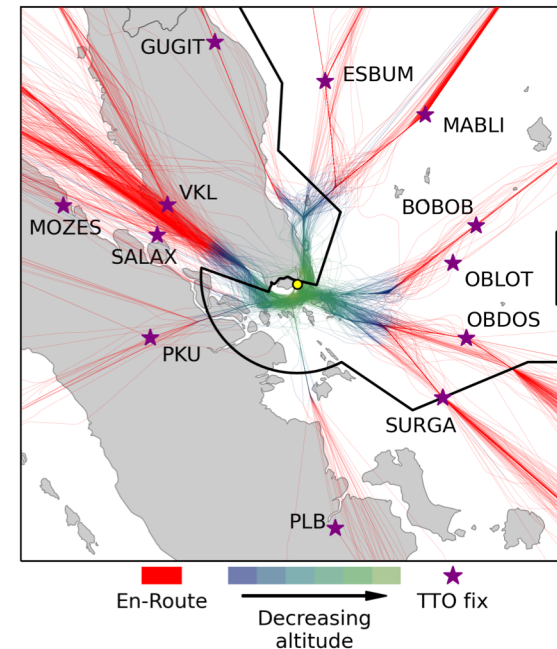 GUGIT
ESBUM
MABLI
VKL
BOBOB
MOZES
SALAX
OBLOT
OBDOS
PKU
SURGA
PLB
En-Route
Decreasing
altitude
TTO fix